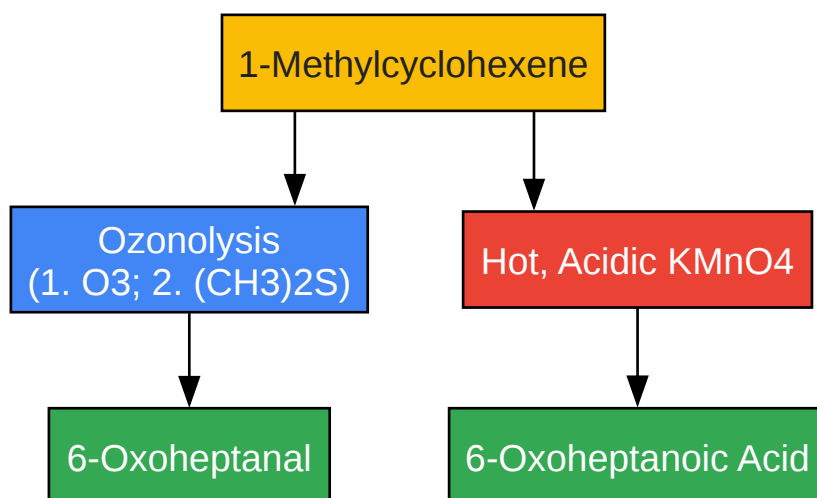 1-Methylcyclohexene
Ozonolysis
(1. O3; 2. (CH3)2S)
Hot, Acidic KMnO4
6-Oxoheptanal
6-Oxoheptanoic Acid